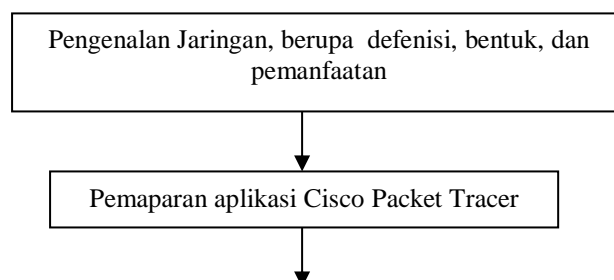 Pengenalan Jaringan, berupa defenisi, bentuk, dan
pemanfaatan
Pemaparan aplikasi Cisco Packet Tracer